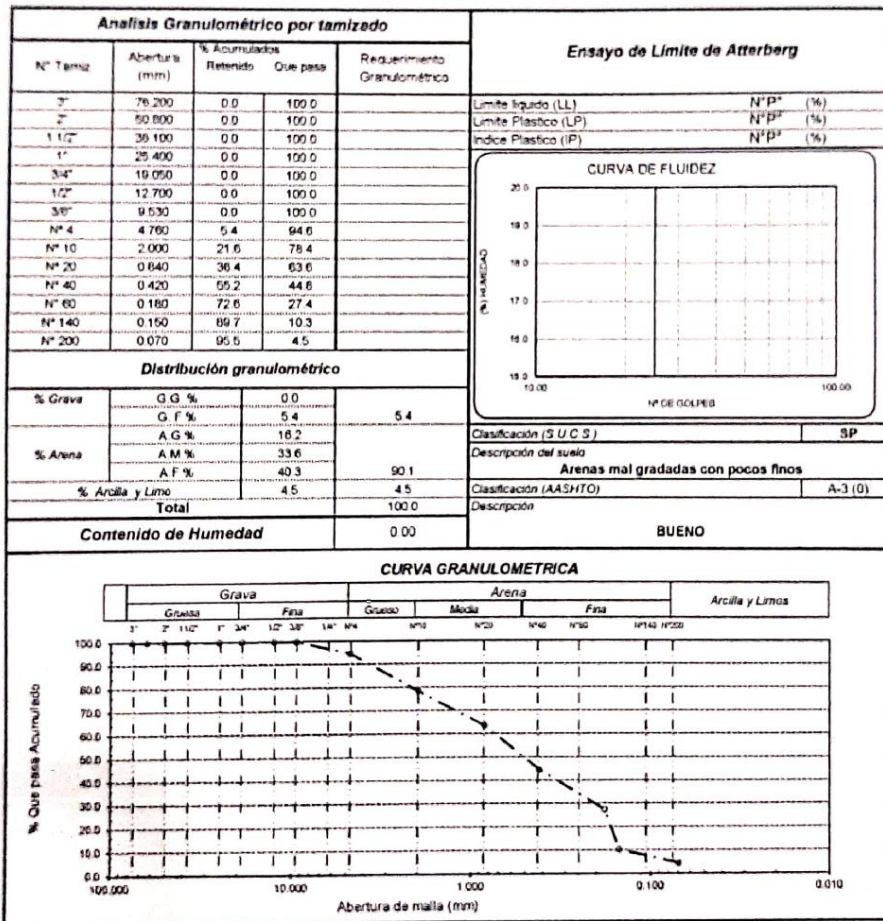 Analisis Granulométrico por tamizado
N° Tamiz Abertura (mm) % Acumulados Retenido Que pasa Requerimiento Granulométrico
3" 76.200 0.0 100.0
2" 50.800 0.0 100.0
1 1/2" 38.100 0.0 100.0
1" 25.400 0.0 100.0
3/4" 19.050 0.0 100.0
1/2" 12.700 0.0 100.0
3/8" 9.530 0.0 100.0
N° 4 4.760 5.4 94.6
N° 10 2.000 21.6 78.4
N° 20 0.840 36.4 63.6
N° 40 0.420 55.2 44.8
N° 60 0.180 72.6 27.4
N° 140 0.150 89.7 10.3
N° 200 0.070 95.5 4.5
Distribución granulométrico
% Grava G.G % 0.0
G. F % 5.4 5.4
A.G % 16.2
% Arena A.M % 33.6
A.F % 40.3 90.1
% Arcilla y Limo 4.5 4.5
Total 100.0
Contenido de Humedad 0.00
Ensayo de Límite de Atterberg
Limite liquido (LL) N°P° (%)
Limite Plastico (LP) N°P° (%)
Indice Plastico (IP) N°P° (%)
CURVA DE FLUIDEZ
20.0
19.0
18.0
17.0
16.0
15.0
(%) HUMEDAD
10.00 100.00
N° DE GOLPES
Clasificación (S.U.C.S.) SP
Descripción del suelo
Arenas mal gradadas con pocos finos
Clasificación (AASHTO) A-3 (0)
Descripción
BUENO
CURVA GRANULOMETRICA
Grava Arena Arcilla y Limos
Gruesa Fina Grueso Media Fina
3" 2" 1 1/2" 1" 3/4" 1/2" 3/8" 1/4" N°4 N°10 N°20 N°40 N°60 N°140 N°200
100.0
90.0
80.0
70.0
60.0
50.0
40.0
30.0
20.0
10.0
0.0
% Que pasa Acumulado
100.000 10.000 1.000 0.100 0.010
Abertura de malla (mm)